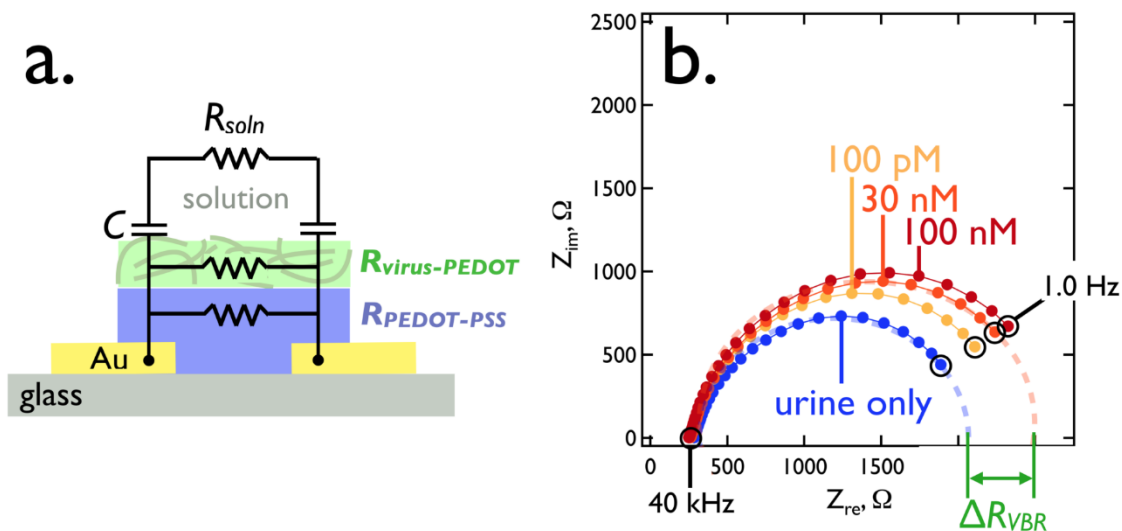 a.
R_soln
solution
C
R_virus-PEDOT
R_PEDOT-PSS
Au
glass
b.
Z_im, Ω
2500
2000
1500
1000
500
0
100 pM
30 nM
100 nM
1.0 Hz
urine only
0 500 1000 1500
40 kHz
Z_re, Ω
ΔR_VBR